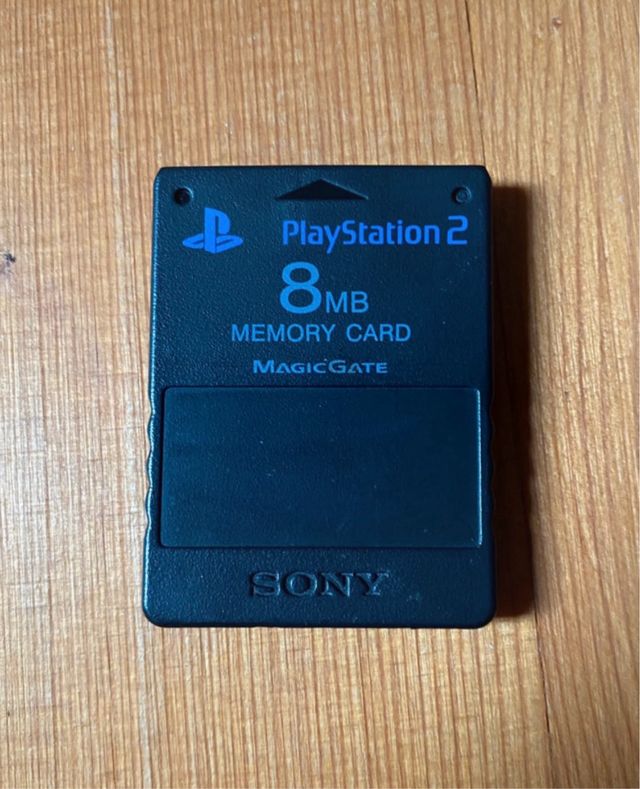 PlayStation 2
8MB
MEMORY CARD
MAGICGATE
SONY